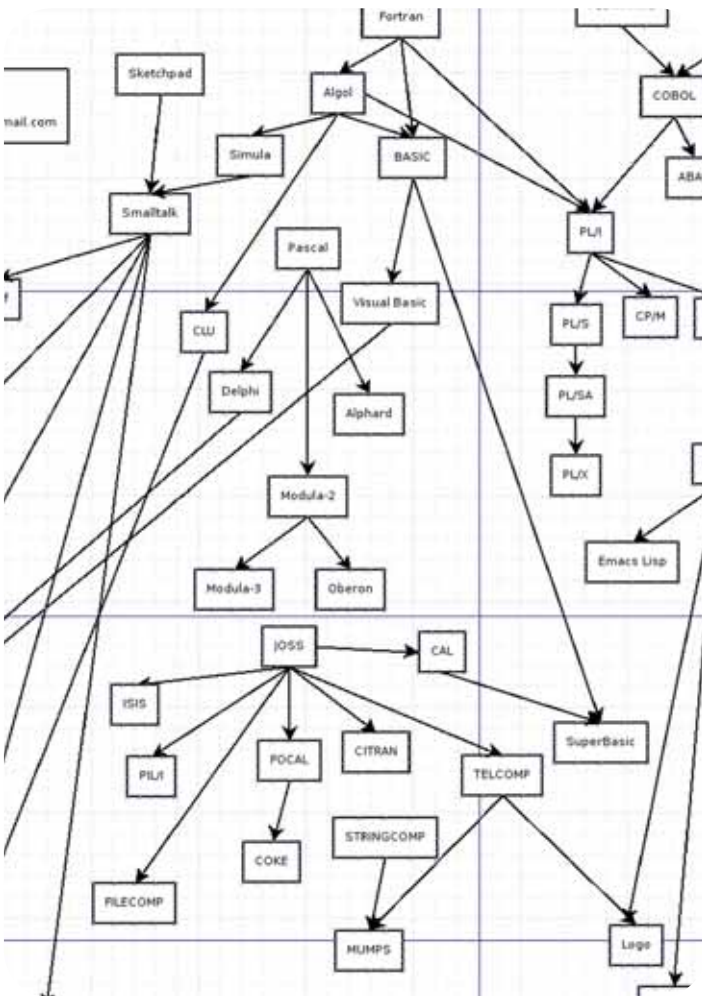 Fortran
Sketchpad
Algol
COBOL
mail.com
Simula
BASIC
ABA
Smalltalk
PL/I
Pascal
f
Visual Basic
CLU
PL/S
CP/M
Delphi
Alphard
PL/SA
PL/X
Modula-2
Emacs Lisp
Modula-3
Oberon
JOSS
CAL
ISIS
SuperBasic
PIL/I
FOCAL
CITRAN
TELCOMP
STRINGCOMP
COKE
FILECOMP
MUMPS
Logo